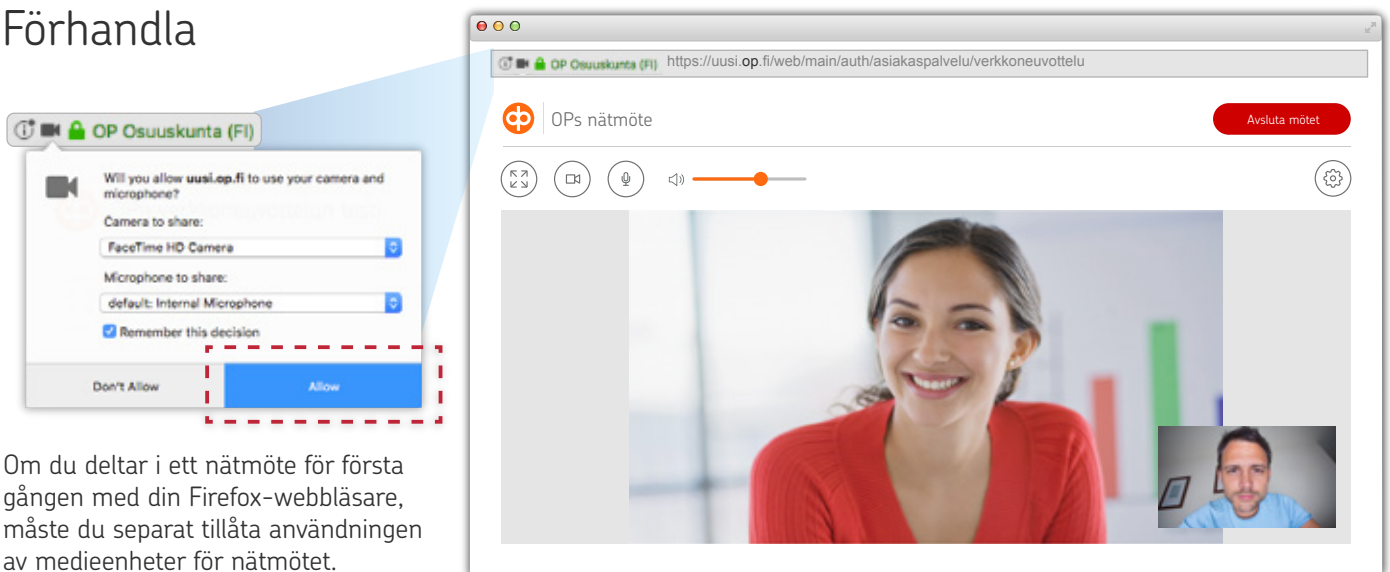 Förhandla
OP Osuuskunta (FI)
Will you allow uusi.op.fi to use your camera and
microphone?
Camera to share:
FaceTime HD Camera
Microphone to share:
default: Internal Microphone
Remember this decision
Don't Allow
Allow
Om du deltar i ett nätmöte för första
gången med din Firefox-webbläsare,
måste du separat tillåta användningen
av medieenheter för nätmötet.
OP Osuuskunta (FI) https://uusi.op.fi/web/main/auth/asiakaspalvelu/verkkoneuvottelu
OPs nätmöte
Avsluta mötet